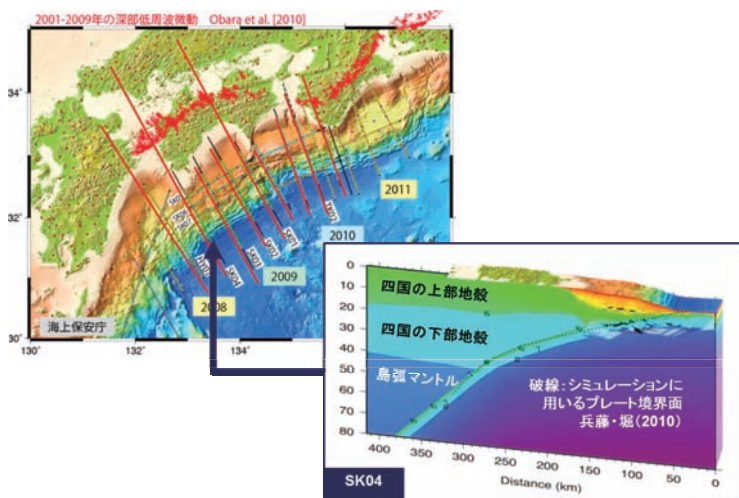 2001-2009年の深部低周波微動 Obara et al. [2010]
34˚
32˚
30˚
130˚
132˚
134˚
SK03
SK04
SK02
SK01
2008
2009
2010
2011
海上保安庁
0
10
20
30
40
50
60
70
80
四国の上部地殻
四国の下部地殻
島弧マントル
破線：シミュレーションに
用いるプレート境界面
兵藤・堀(2010)
400 350 300 250 200 150 100 50 0
Distance (km)
SK04